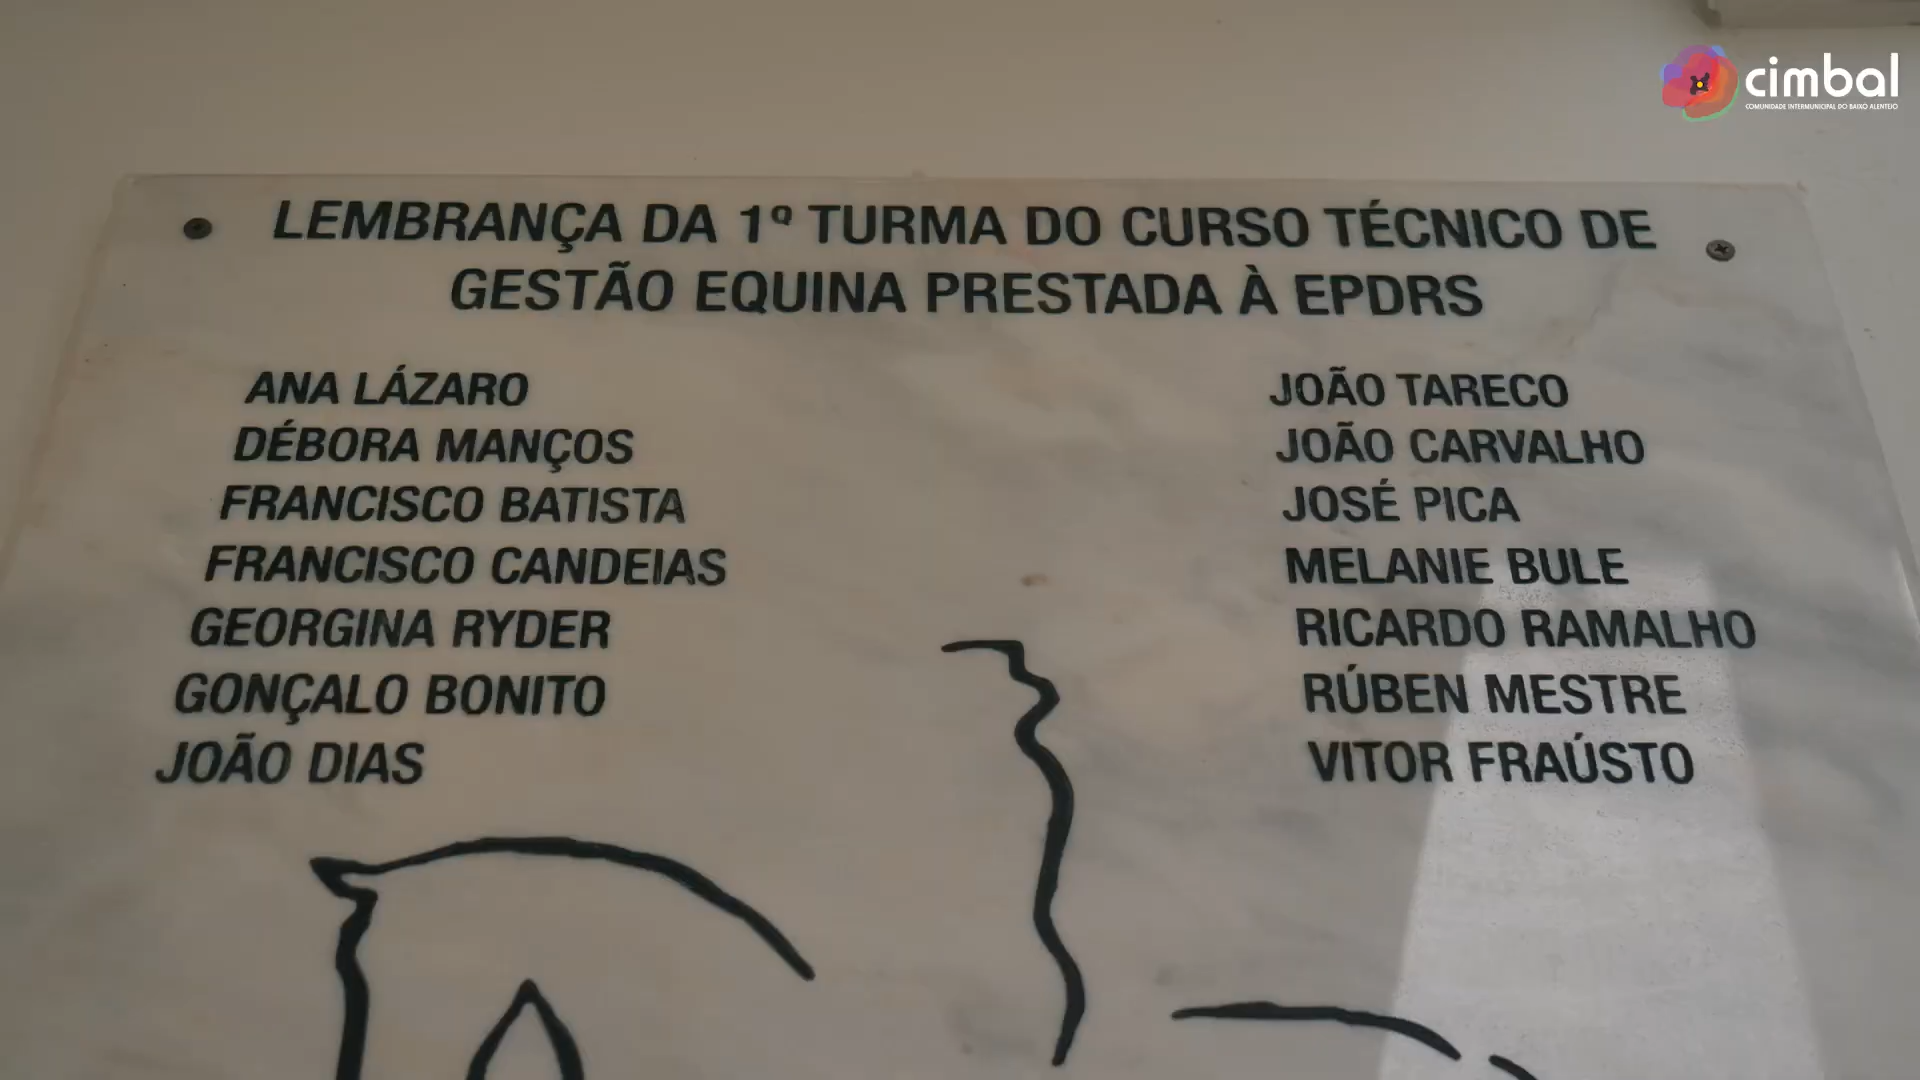 cimbal
COMUNIDADE INTERMUNICIPAL DO BAIXO ALENTEJO
LEMBRANÇA DA 1ª TURMA DO CURSO TÉCNICO DE
GESTÃO EQUINA PRESTADA À EPDRS
ANA LÁZARO
DÉBORA MANÇOS
FRANCISCO BATISTA
FRANCISCO CANDEIAS
GEORGINA RYDER
GONÇALO BONITO
JOÃO DIAS
JOÃO TARECO
JOÃO CARVALHO
JOSÉ PICA
MELANIE BULE
RICARDO RAMALHO
RÚBEN MESTRE
VITOR FRAÚSTO